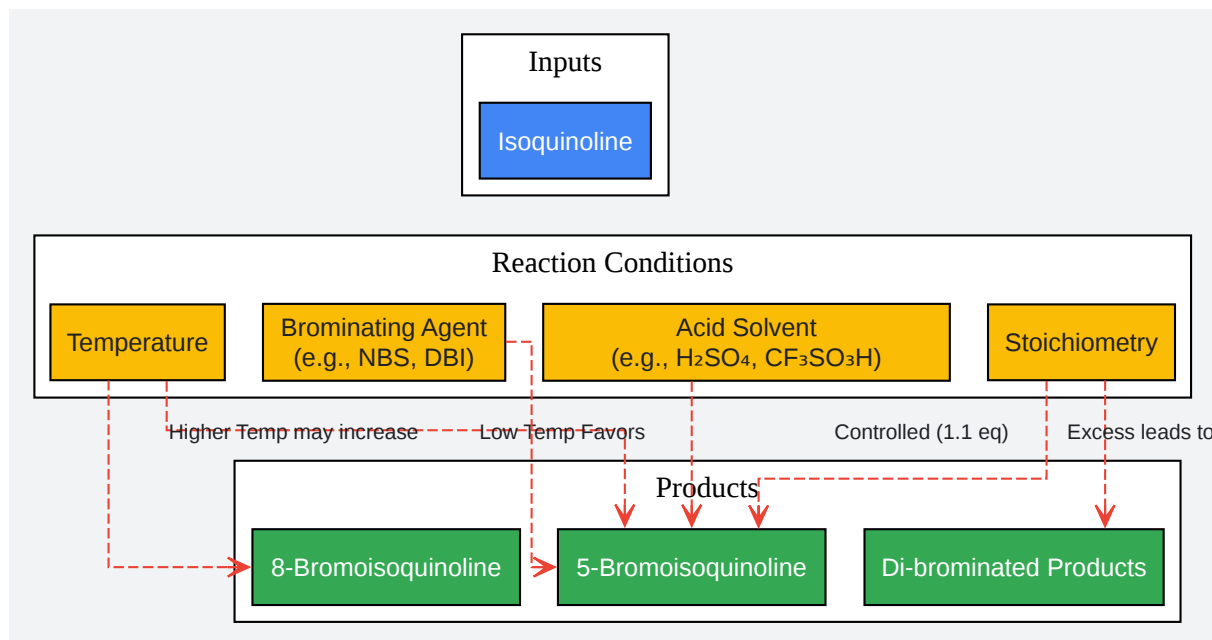 Inputs
Isoquinoline
Reaction Conditions
Temperature
Brominating Agent
(e.g., NBS, DBI)
Acid Solvent
(e.g., H₂SO₄, CF₃SO₃H)
Stoichiometry
Higher Temp may increase
Low Temp Favors
Controlled (1.1 eq)
Excess leads to
Products
8-Bromoisoquinoline
5-Bromoisoquinoline
Di-brominated Products